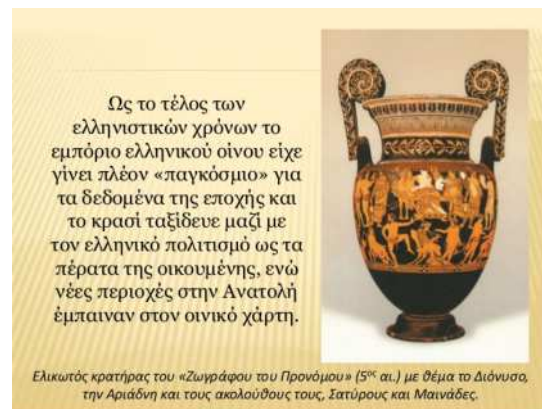 Ως το τέλος των
ελληνιστικών χρόνων το
εμπόριο ελληνικού οίνου είχε
γίνει πλέον «παγκόσμιο» για
τα δεδομένα της εποχής και
το κρασί ταξίδευε μαζί με
τον ελληνικό πολιτισμό ως τα
πέρατα της οικουμένης, ενώ
νέες περιοχές στην Ανατολή
έμπαιναν στον οινικό χάρτη.
Ελικωτός κρατήρας του «Ζωγράφου του Προνόμου» (5ος αι.) με θέμα το Διόνυσο,
την Αριάδνη και τους ακολούθους τους, Σατύρους και Μαινάδες.